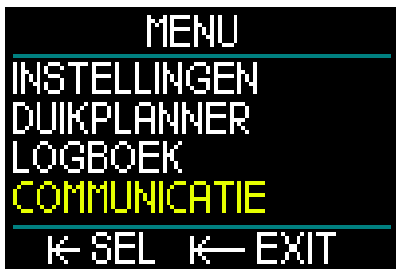 MENU
INSTELLINGEN
DUIKPLANNER
LOGBOEK
COMMUNICATIE
SEL EXIT